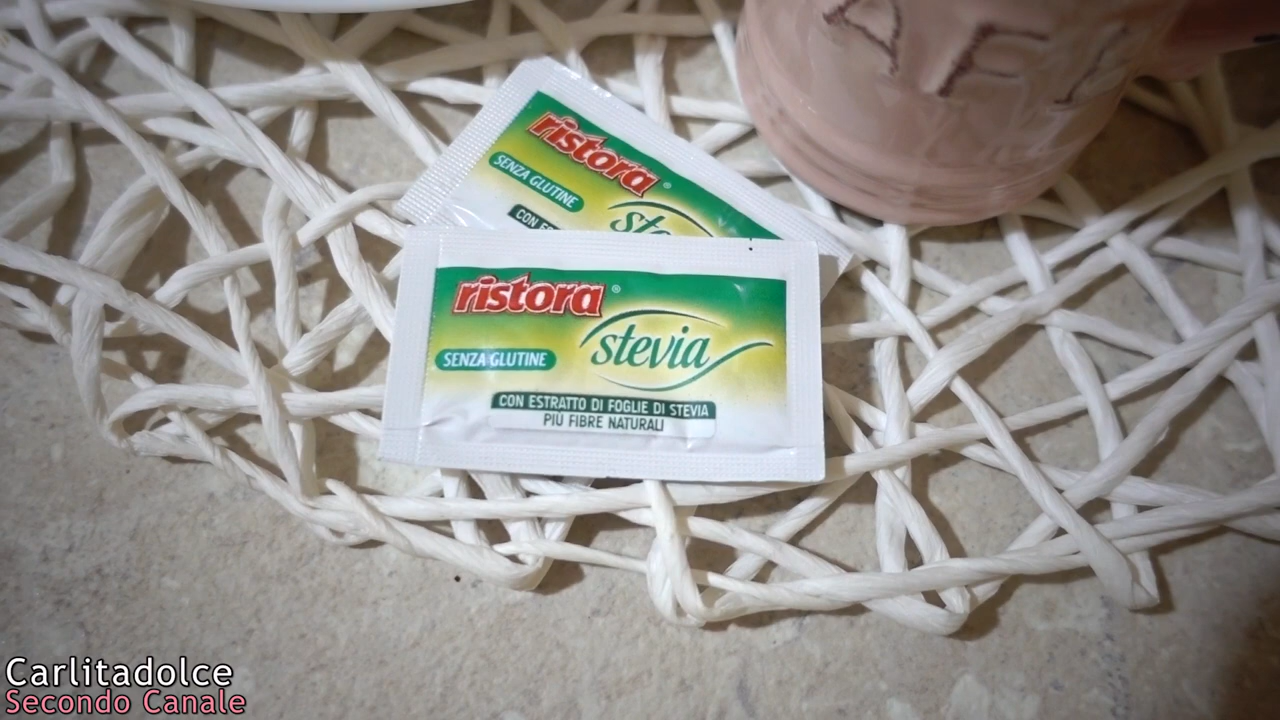 ristora®
SENZA GLUTINE
CON
ristora®
stevia
SENZA GLUTINE
CON ESTRATTO DI FOGLIE DI STEVIA
PIÙ FIBRE NATURALI
Carlitadolce
Secondo Canale